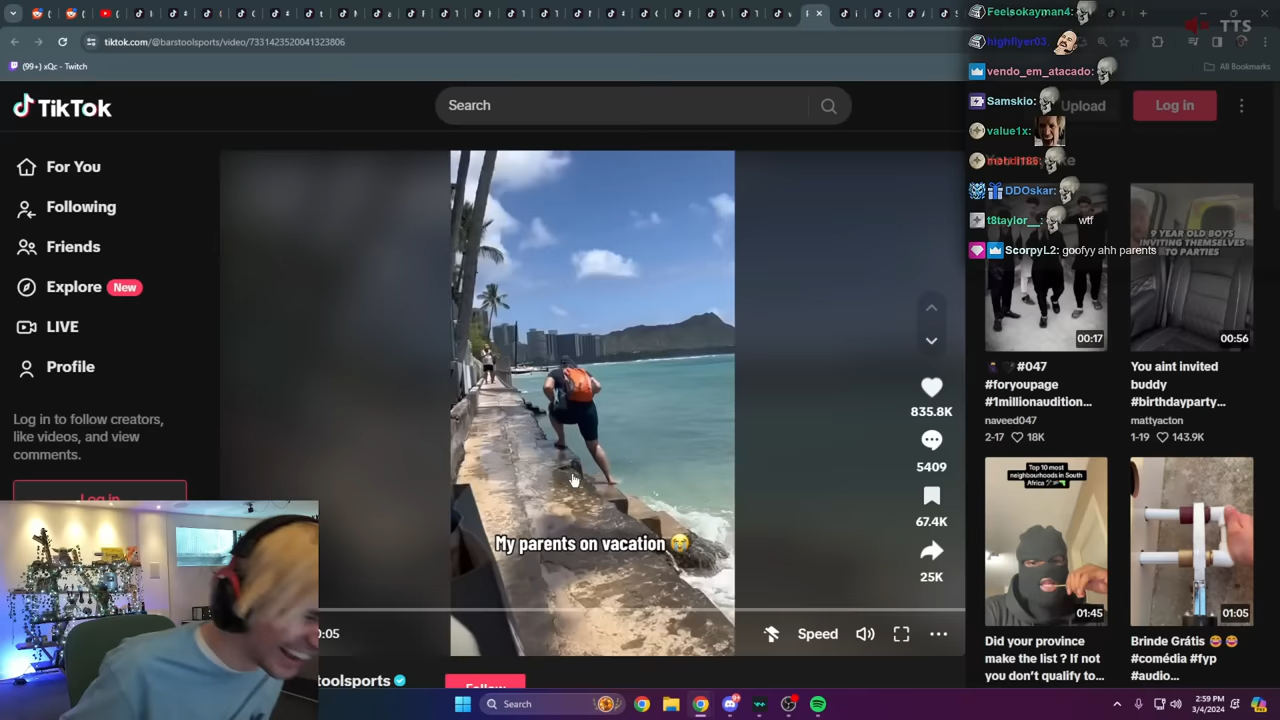 tiktok.com/@barstoolsports/video/7331423520041323806
(99+) xQc - Twitch
All Bookmarks
TTS
TikTok
Search
Upload
Log in
For You
Following
Friends
Explore New
LIVE
Profile
Log in to follow creators,
like videos, and view
comments.
Log in
Feelsokayman4:
highflyer03:
vendo_em_atacado:
Samskio:
value1x:
DDOskar:
t8taylor__: wtf
ScorpyL2: goofyy ahh parents
My parents on vacation
835.8K
5409
67.4K
25K
0:05
Speed
toolsports
Follow
00:17
#047
#foryoupage
#1millionaudition...
naveed047
2-17 18K
9 YEAR OLD BOYS
INVITING THEMSELVES
TO PARTIES
00:56
You aint invited
buddy
#birthdayparty...
mattyacton
1-19 143.9K
Top 10 most
neighbourhoods in South
Africa
01:45
Did your province
make the list ? If not
you don't qualify to...
01:05
Brinde Grátis
#comédia #fyp
#audio...
Search
2:59 PM
3/4/2024